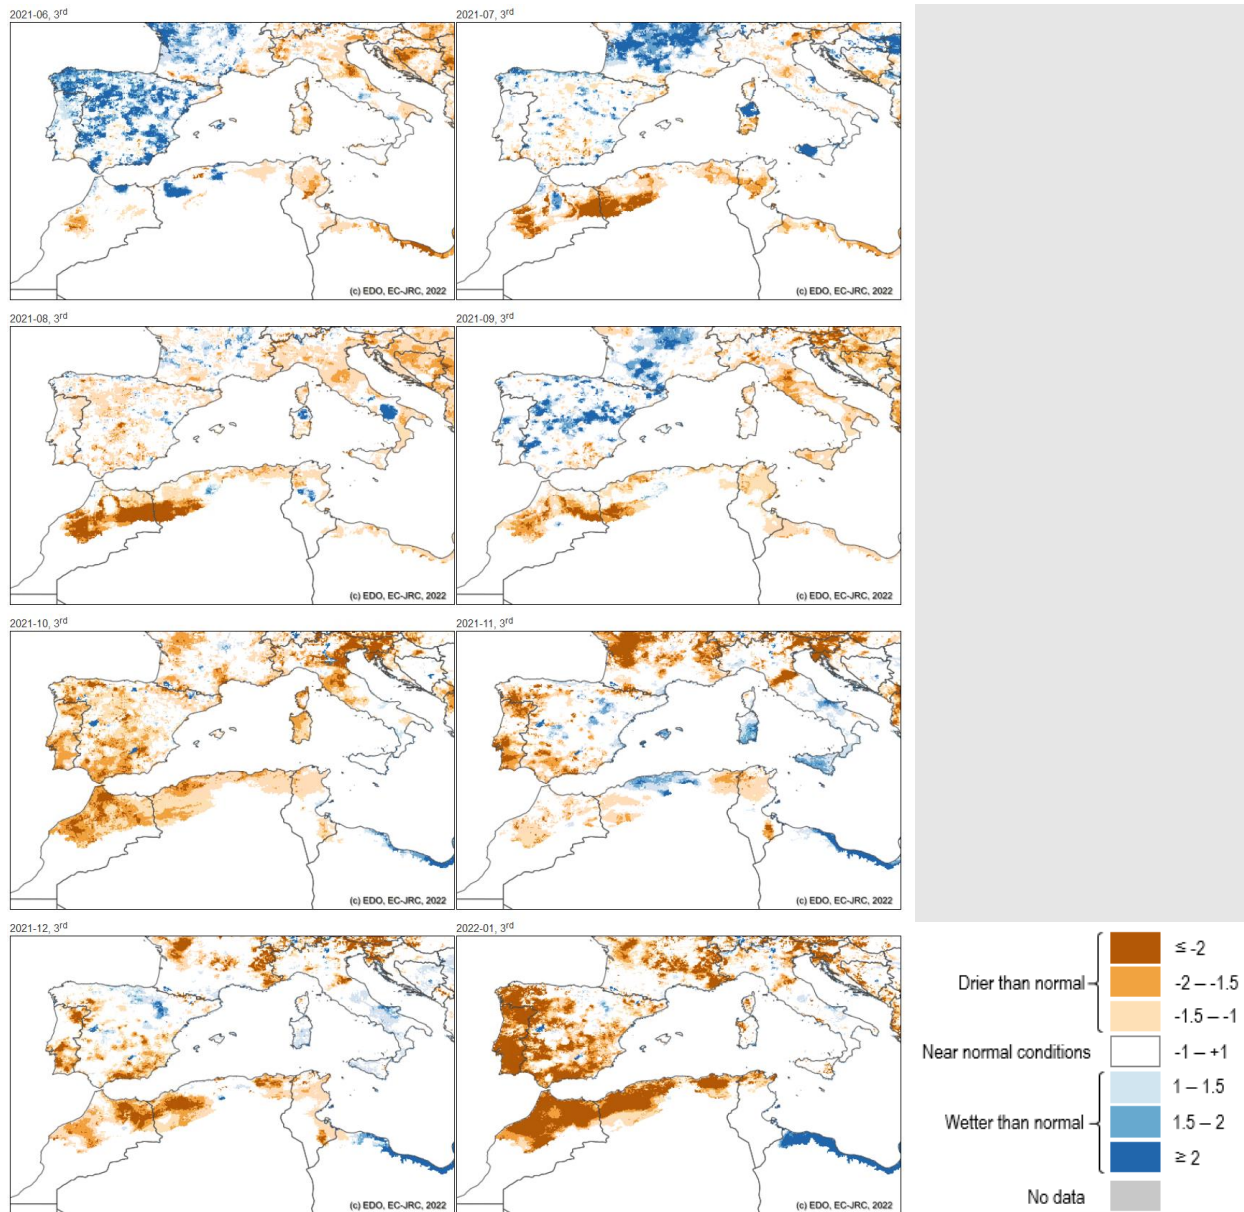 2021-06, 3rd
2021-07, 3rd
(c) EDO, EC-JRC, 2022
(c) EDO, EC-JRC, 2022
2021-08, 3rd
2021-09, 3rd
(c) EDO, EC-JRC, 2022
(c) EDO, EC-JRC, 2022
2021-10, 3rd
2021-11, 3rd
(c) EDO, EC-JRC, 2022
(c) EDO, EC-JRC, 2022
2021-12, 3rd
2022-01, 3rd
(c) EDO, EC-JRC, 2022
(c) EDO, EC-JRC, 2022
Drier than normal
≤ -2
-2 – -1.5
-1.5 – -1
Near normal conditions
-1 – +1
Wetter than normal
1 – 1.5
1.5 – 2
≥ 2
No data